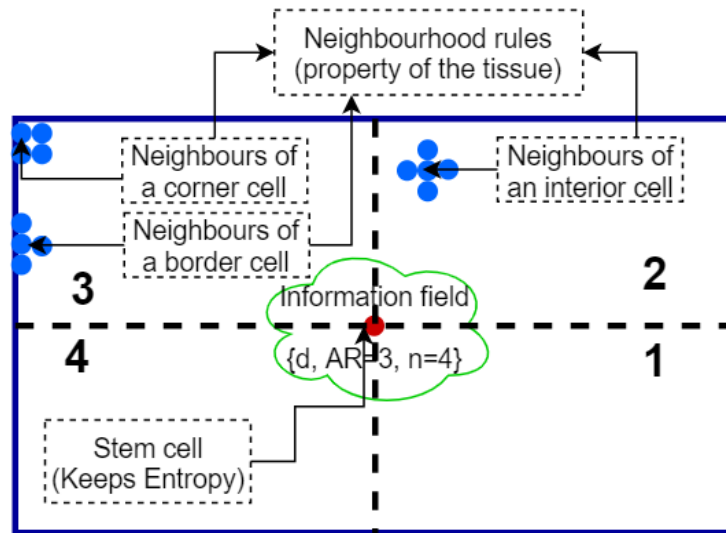 Neighbourhood rules
(property of the tissue)
Neighbours of
a corner cell
Neighbours of
an interior cell
Neighbours of
a border cell
3
2
Information field
4
{d, AR=3, n=4}
1
Stem cell
(Keeps Entropy)